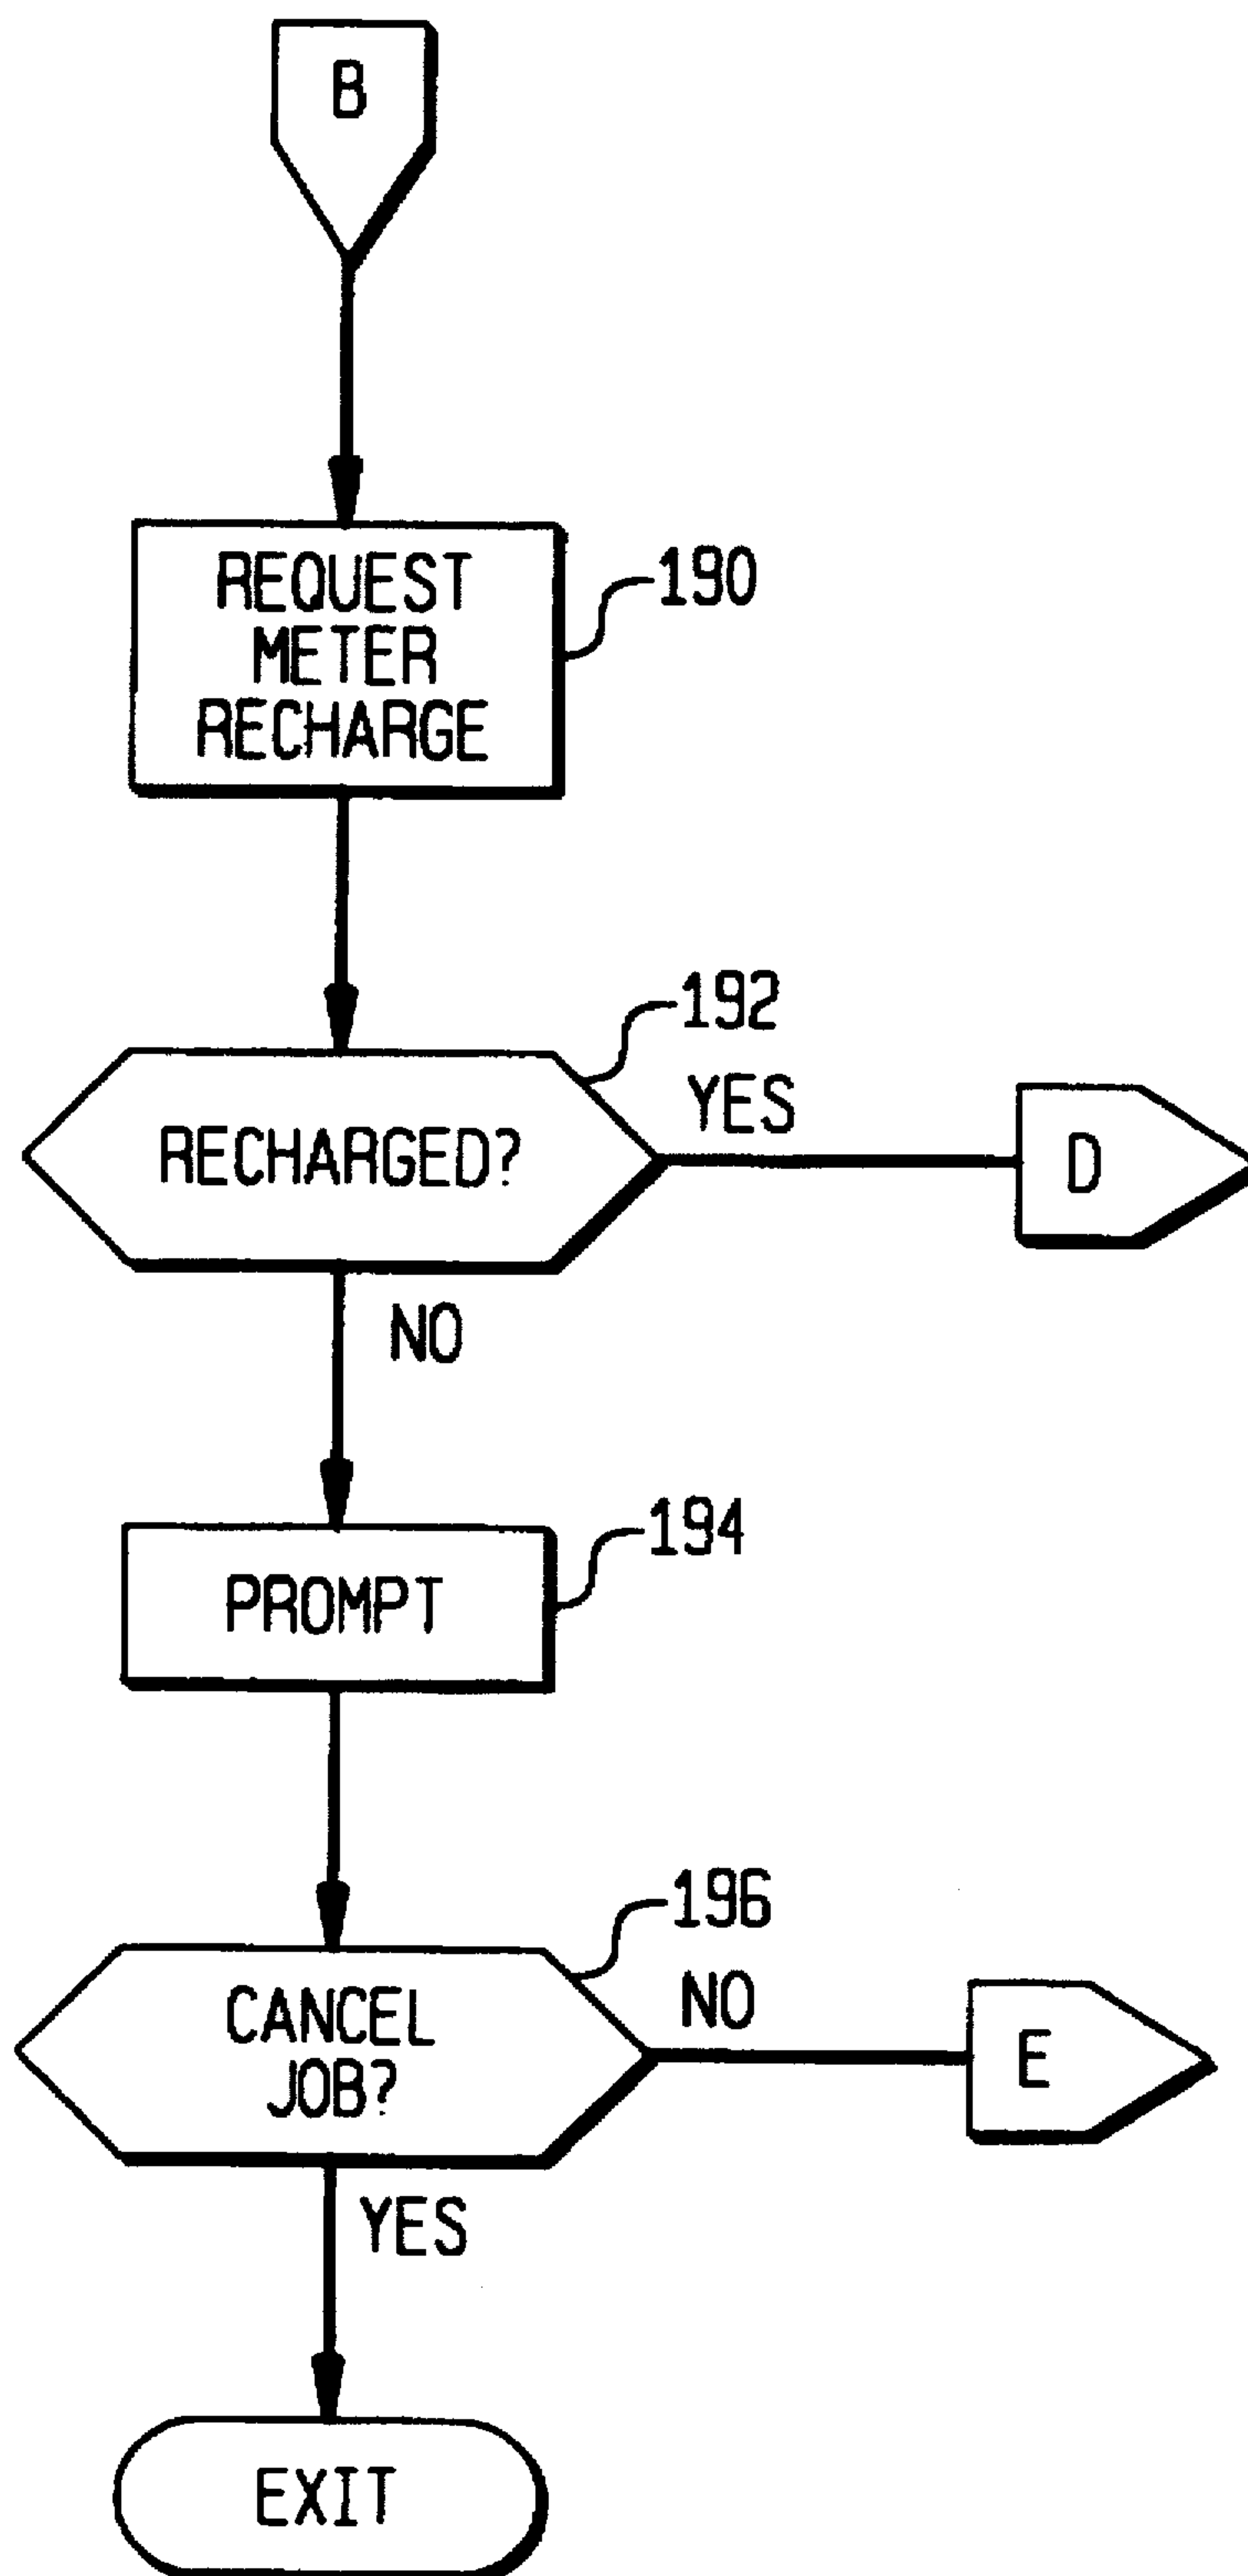 B
REQUEST
METER
RECHARGE
190
192
RECHARGED?
YES
D
NO
PROMPT
194
196
CANCEL
JOB?
NO
E
YES
EXIT